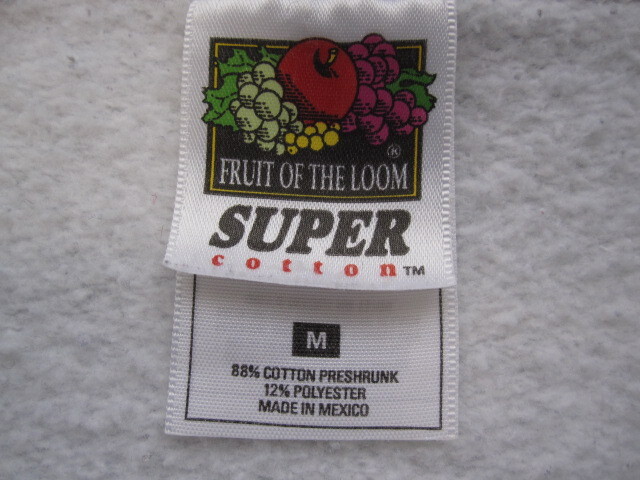 FRUIT OF THE LOOM ®
SUPER
cotton™
M
88% COTTON PRESHRUNK
12% POLYESTER
MADE IN MEXICO